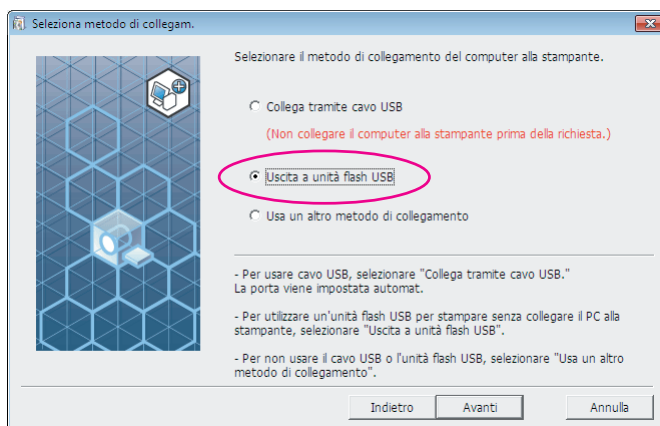 Seleziona metodo di collegam.
Selezionare il metodo di collegamento del computer alla stampante.
Collega tramite cavo USB
(Non collegare il computer alla stampante prima della richiesta.)
Uscita a unità flash USB
Usa un altro metodo di collegamento
- Per usare cavo USB, selezionare "Collega tramite cavo USB."
La porta viene impostata automat.
- Per utilizzare un'unità flash USB per stampare senza collegare il PC alla
stampante, selezionare "Uscita a unità flash USB".
- Per non usare il cavo USB o l'unità flash USB, selezionare "Usa un altro
metodo di collegamento".
Indietro
Avanti
Annulla